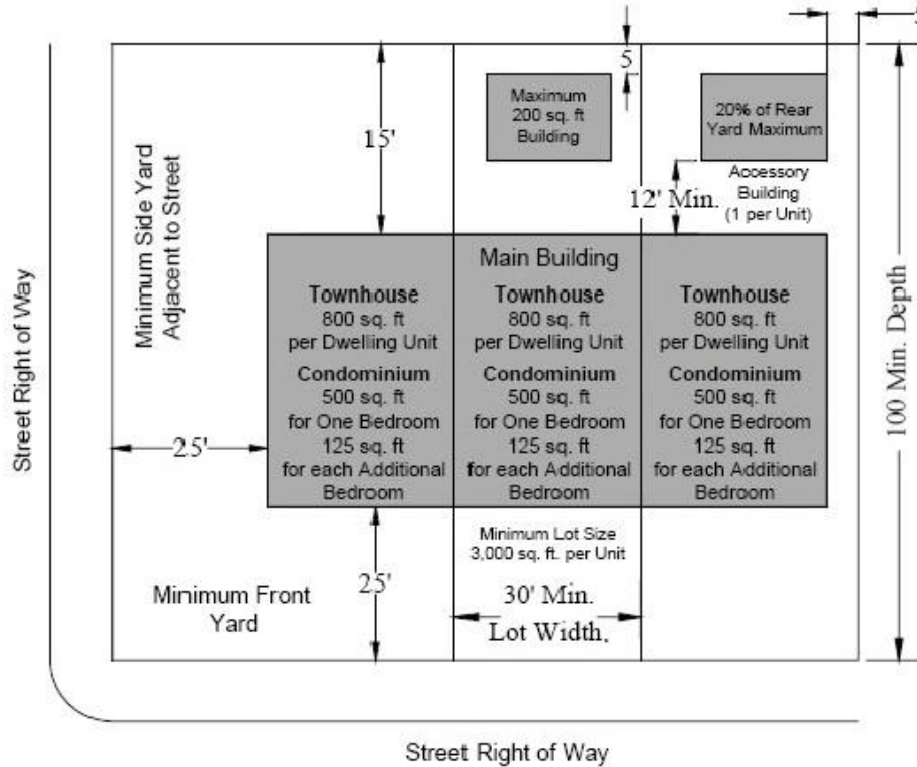 5
Maximum
200 sq. ft
Building
20% of Rear
Yard Maximum
15'
Accessory
Building
(1 per Unit)
12' Min.
Minimum Side Yard
Adjacent to Street
Street Right of Way
Main Building
Townhouse
800 sq. ft
per Dwelling Unit
Condominium
500 sq. ft
for One Bedroom
125 sq. ft
for each Additional
Bedroom
Townhouse
800 sq. ft
per Dwelling Unit
Condominium
500 sq. ft
for One Bedroom
125 sq. ft
for each Additional
Bedroom
Townhouse
800 sq. ft
per Dwelling Unit
Condominium
500 sq. ft
for One Bedroom
125 sq. ft
for each Additional
Bedroom
100 Min. Depth
25'
Minimum Lot Size
3,000 sq. ft. per Unit
25'
Minimum Front
Yard
30' Min.
Lot Width.
Street Right of Way